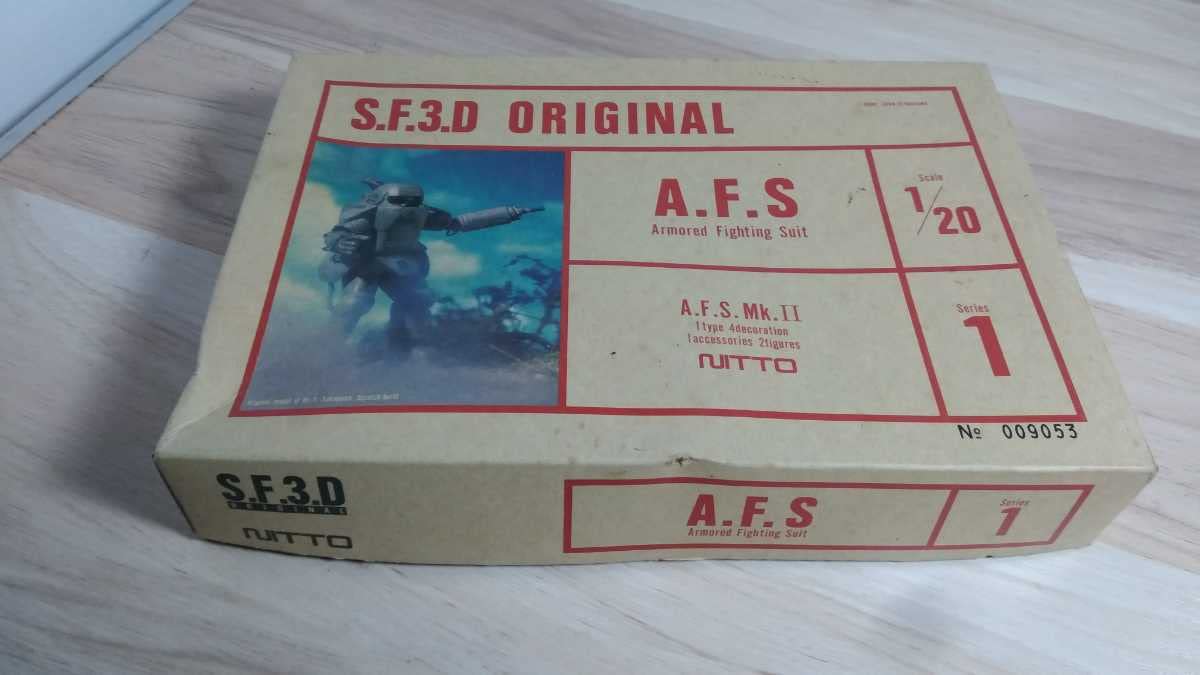 S.F.3.D ORIGINAL
A.F.S
Armored Fighting Suit
Scale
1/20
A.F.S. Mk. II
1type 4decoration
1accessories 2figures
NITTO
Series
1
№ 009053
S.F.3.D
ORIGINAL
NITTO
A.F.S
Armored Fighting Suit
Series
1